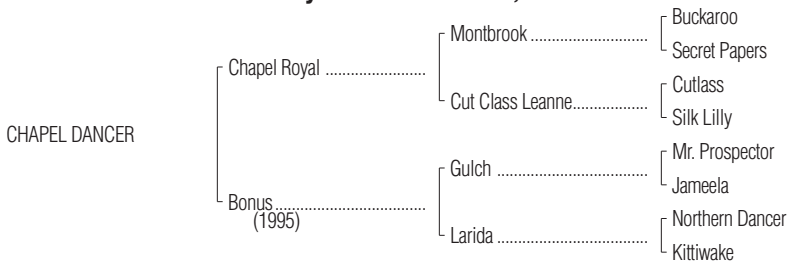 Buckaroo
Montbrook ..............................
Secret Papers
Chapel Royal .........................
Cutlass
Cut Class Leanne...................
Silk Lilly
CHAPEL DANCER
Mr. Prospector
Gulch ......................................
Jameela
Bonus......................................
(1995)
Northern Dancer
Larida ......................................
Kittiwake